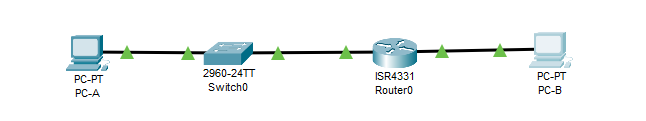 PC-PT
PC-A
2960-24TT
Switch0
ISR4331
Router0
PC-PT
PC-B